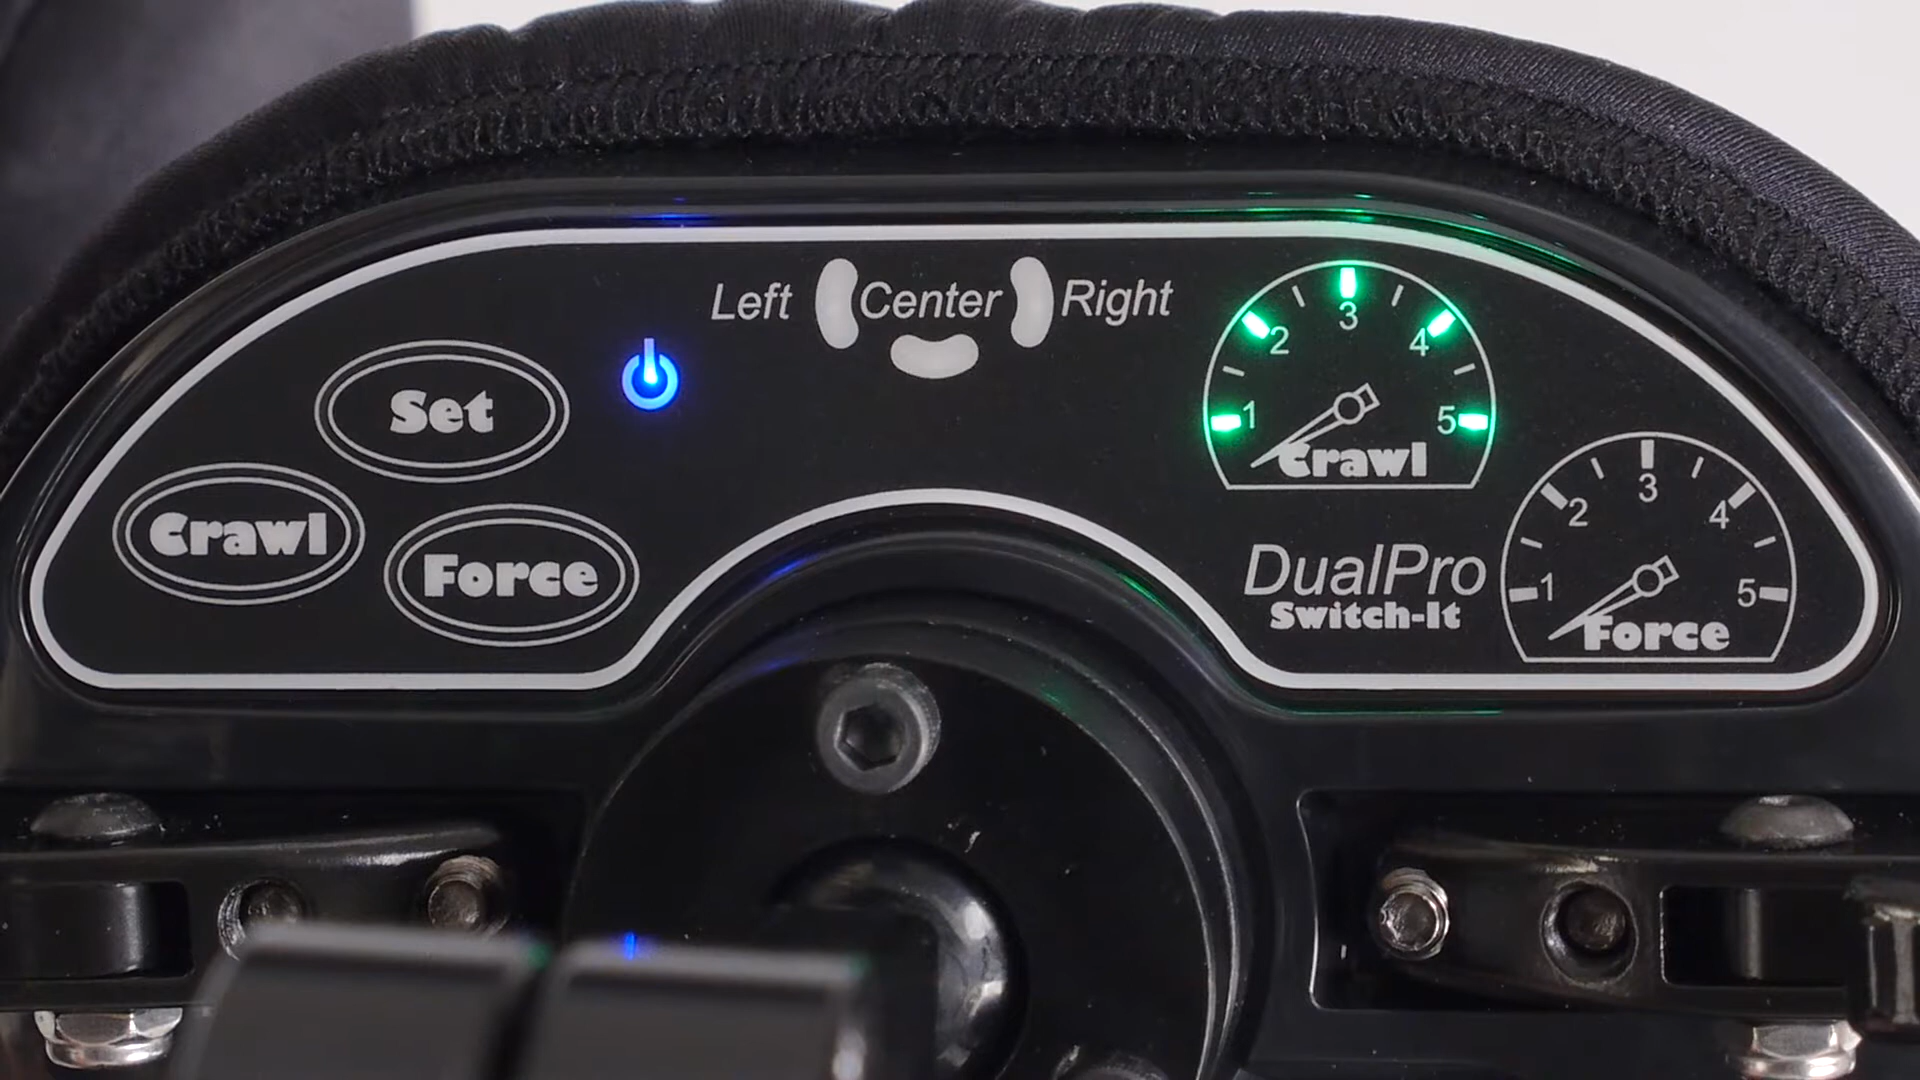 Left Center Right
Set
Crawl
Force
1 2 3 4 5
Crawl
DualPro
Switch-It
1 2 3 4 5
Force